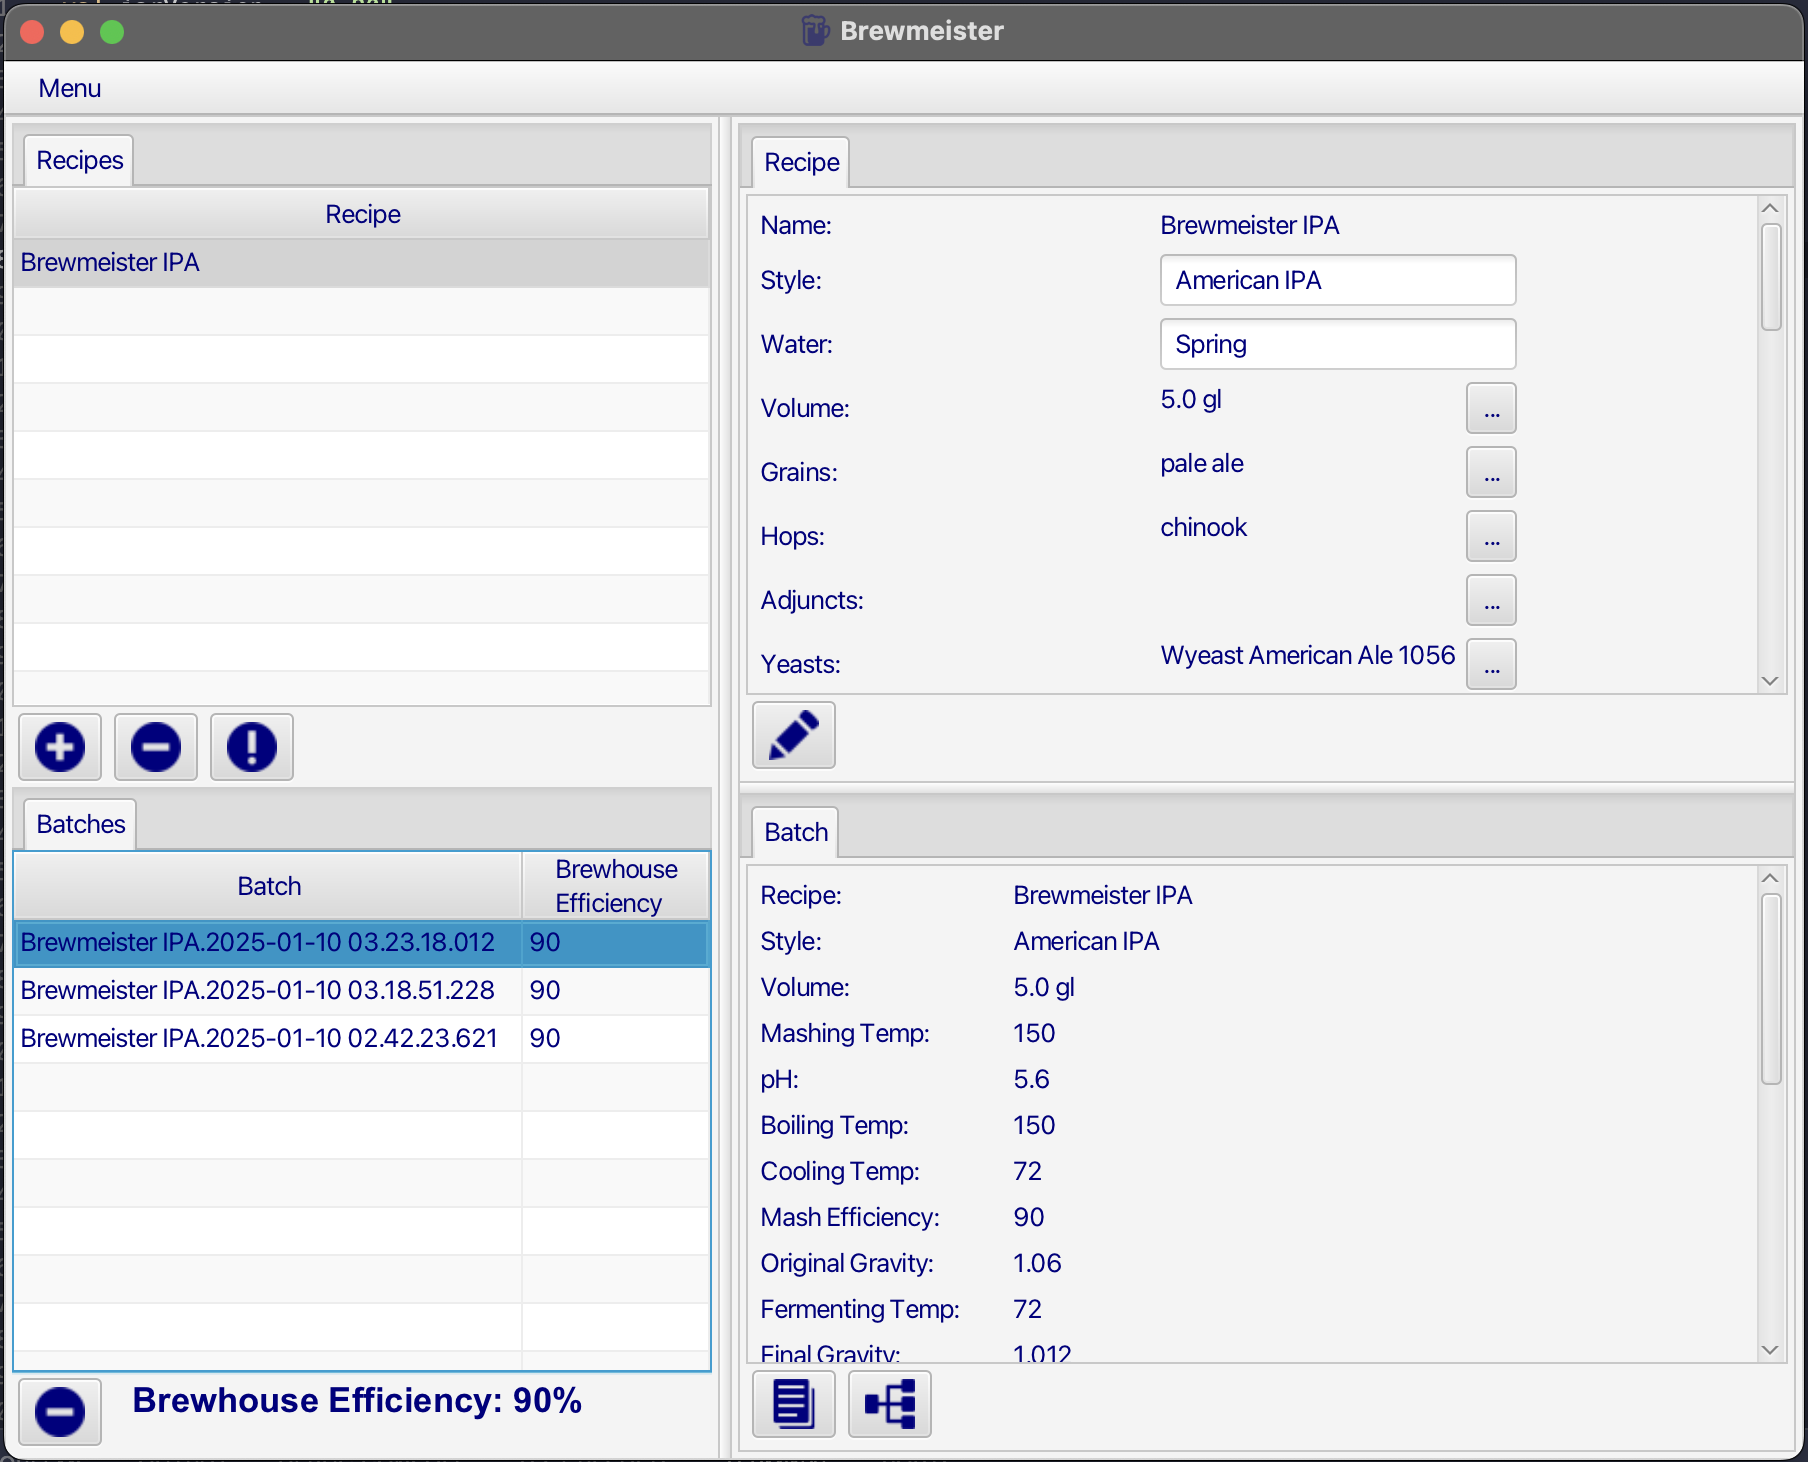 Brewmeister
Menu
Recipes
Recipe
Brewmeister IPA
Recipe
Name: Brewmeister IPA
Style: American IPA
Water: Spring
Volume: 5.0 gl ...
Grains: pale ale ...
Hops: chinook ...
Adjuncts: ...
Yeasts: Wyeast American Ale 1056 ...
Batches
Batch Brewhouse Efficiency
Brewmeister IPA.2025-01-10 03.23.18.012 90
Brewmeister IPA.2025-01-10 03.18.51.228 90
Brewmeister IPA.2025-01-10 02.42.23.621 90
Brewhouse Efficiency: 90%
Batch
Recipe: Brewmeister IPA
Style: American IPA
Volume: 5.0 gl
Mashing Temp: 150
pH: 5.6
Boiling Temp: 150
Cooling Temp: 72
Mash Efficiency: 90
Original Gravity: 1.06
Fermenting Temp: 72
Final Gravity: 1.012